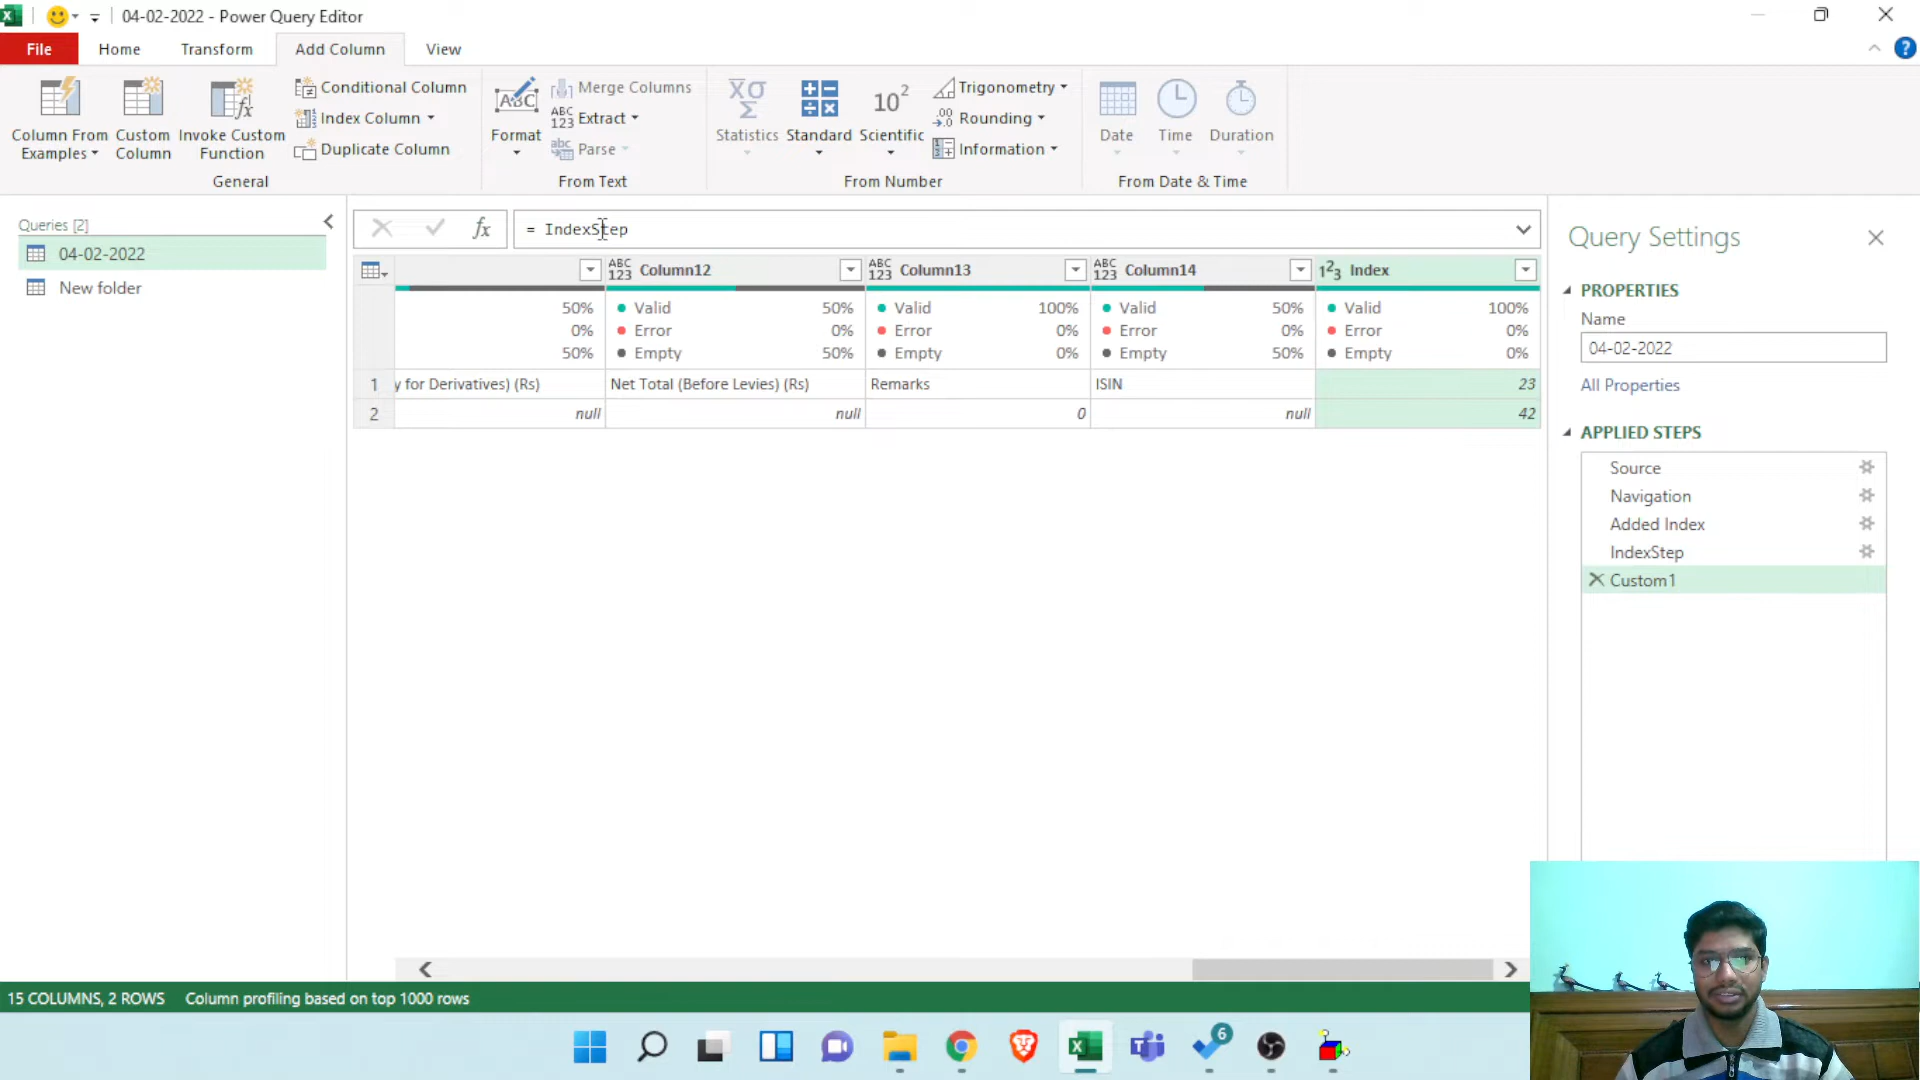 04-02-2022 - Power Query Editor
File Home Transform Add Column View
Column From Examples
Custom Column
Invoke Custom Function
Conditional Column
Index Column
Duplicate Column
General
Format
Merge Columns
Extract
Parse
From Text
Statistics
Standard
Scientific
Trigonometry
Rounding
Information
From Number
Date
Time
Duration
From Date & Time
Queries [2]
04-02-2022
New folder
= IndexStep
Column12 Column13 Column14 Index
50% Valid 50% Valid 100% Valid 50% Valid 100%
0% Error 0% Error 0% Error 0% Error 0%
50% Empty 50% Empty 0% Empty 50% Empty 0%
1 y for Derivatives) (Rs) Net Total (Before Levies) (Rs) Remarks ISIN 23
2 null null 0 null 42
Query Settings
PROPERTIES
Name
04-02-2022
All Properties
APPLIED STEPS
Source
Navigation
Added Index
IndexStep
Custom1
15 COLUMNS, 2 ROWS Column profiling based on top 1000 rows
6